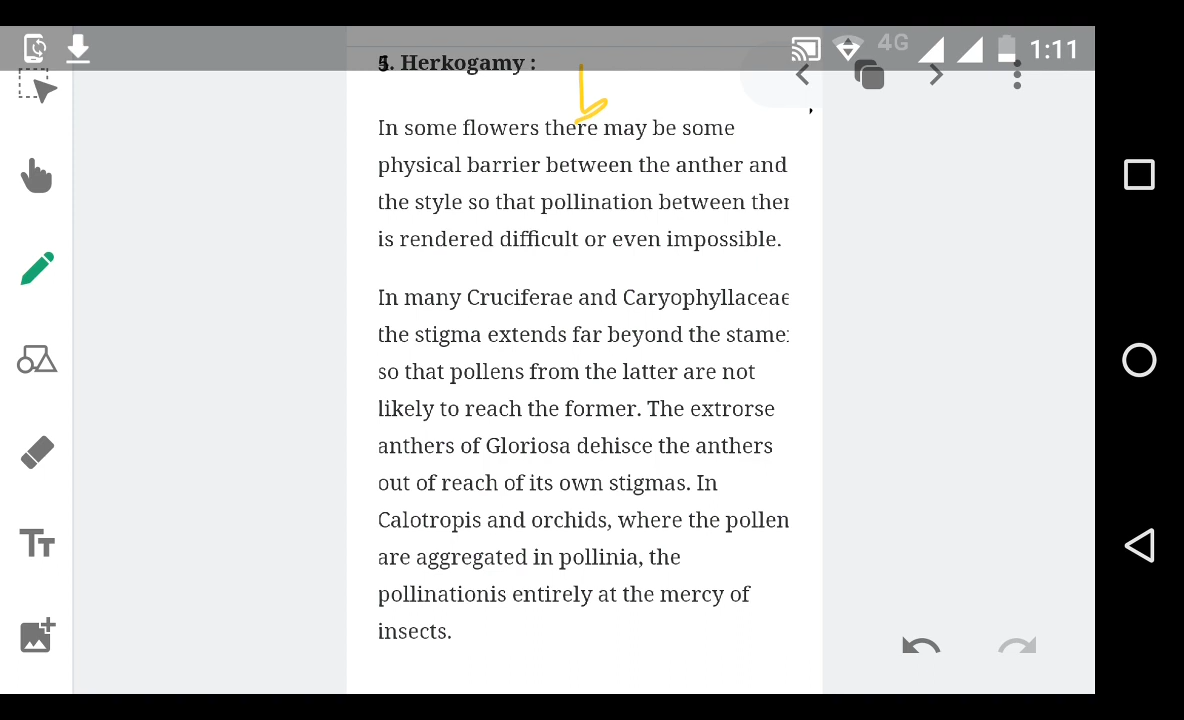 4G 1:11
. Herkogamy :
In some flowers there may be some
physical barrier between the anther and
the style so that pollination between
is rendered difficult or even impossible.
In many Cruciferae and Caryophyllaceae
the stigma extends far beyond the
so that pollens from the latter are not
likely to reach the former. The extrorse
anthers of Gloriosa dehisce the anthers
out of reach of its own stigmas. In
Calotropis and orchids, where the pollen
are aggregated in pollinia, the
pollinationis entirely at the mercy of
insects.
TT